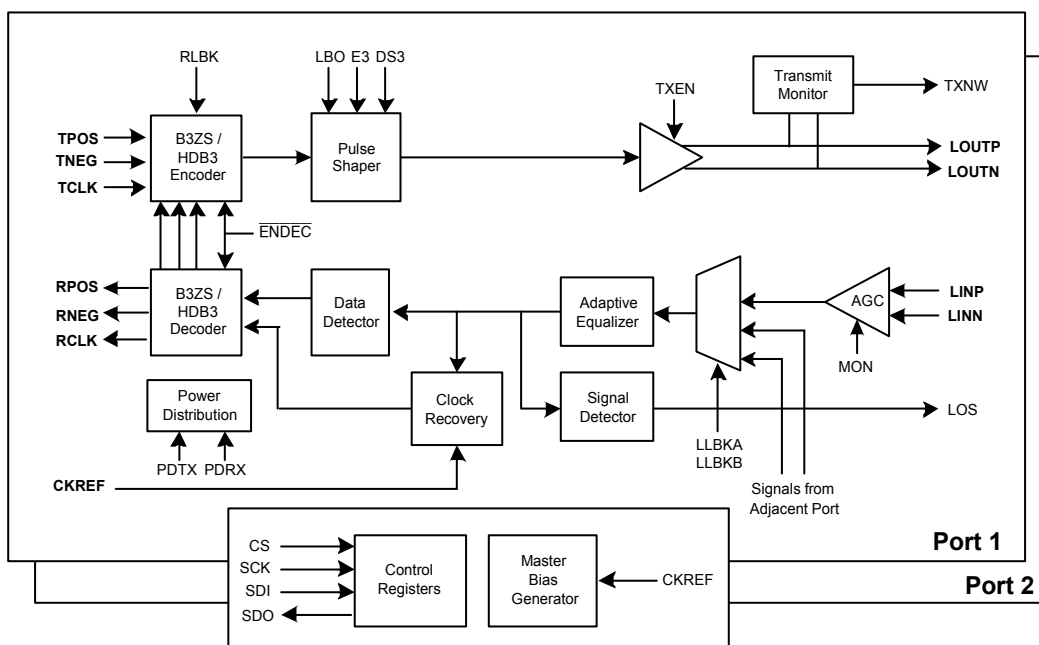 RLBK
LBO
E3
DS3
TXEN
Transmit
Monitor
TXNW
TPOS
TNEG
TCLK
B3ZS /
HDB3
Encoder
Pulse
Shaper
LOUTP
LOUTN
ENDEC
RPOS
RNEG
RCLK
B3ZS /
HDB3
Decoder
Data
Detector
Adaptive
Equalizer
AGC
LINP
LINN
MON
Power
Distribution
Clock
Recovery
Signal
Detector
LOS
LLBKA
LLBKB
PDTX
PDRX
CKREF
Signals from
Adjacent Port
Port 1
CS
SCK
SDI
SDO
Control
Registers
Master
Bias
Generator
CKREF
Port 2